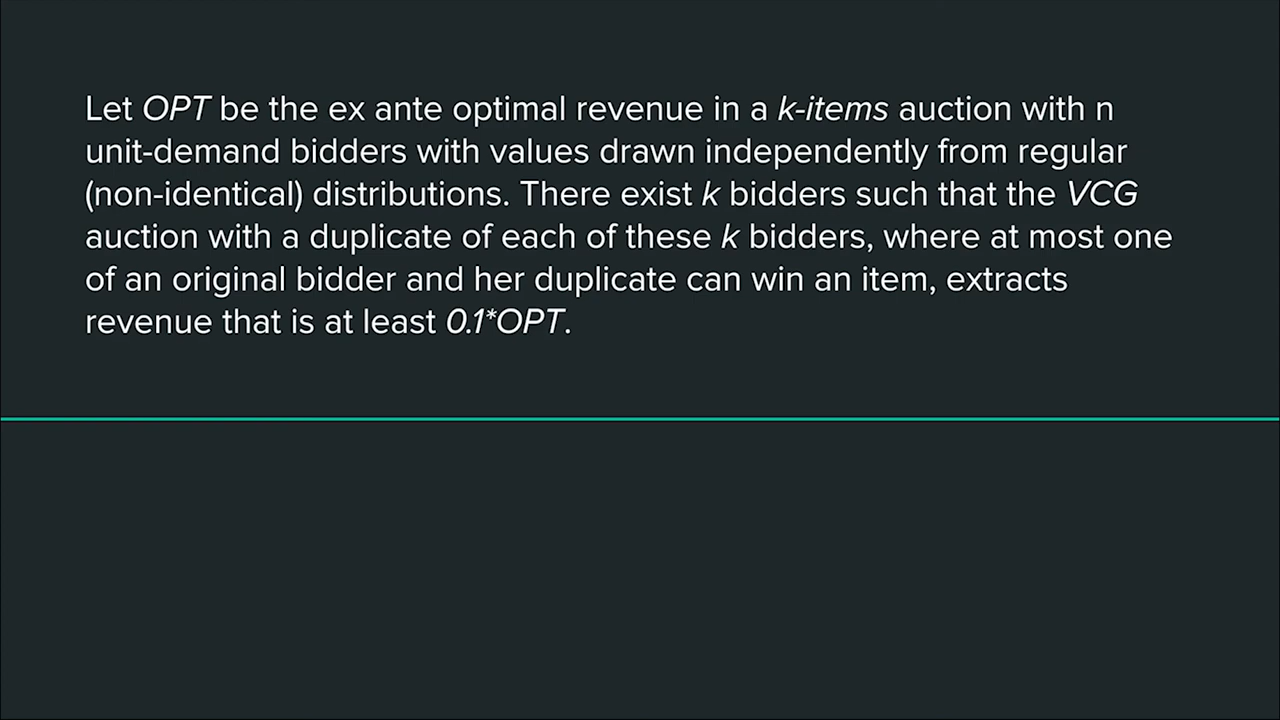 Let OPT be the ex ante optimal revenue in a k-items auction with n
unit-demand bidders with values drawn independently from regular
(non-identical) distributions. There exist k bidders such that the VCG
auction with a duplicate of each of these k bidders, where at most one
of an original bidder and her duplicate can win an item, extracts
revenue that is at least 0.1*OPT.